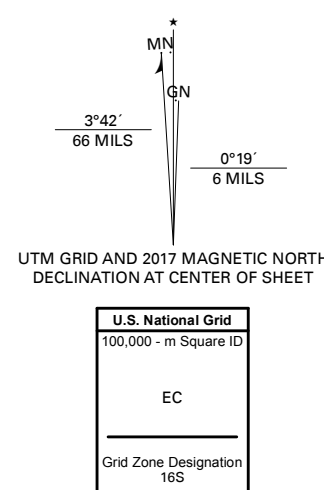 ★
MN
GN
3°42´
66 MILS
0°19´
6 MILS
UTM GRID AND 2017 MAGNETIC NORTH
DECLINATION AT CENTER OF SHEET
U.S. National Grid
100,000 - m Square ID
EC
Grid Zone Designation
16S